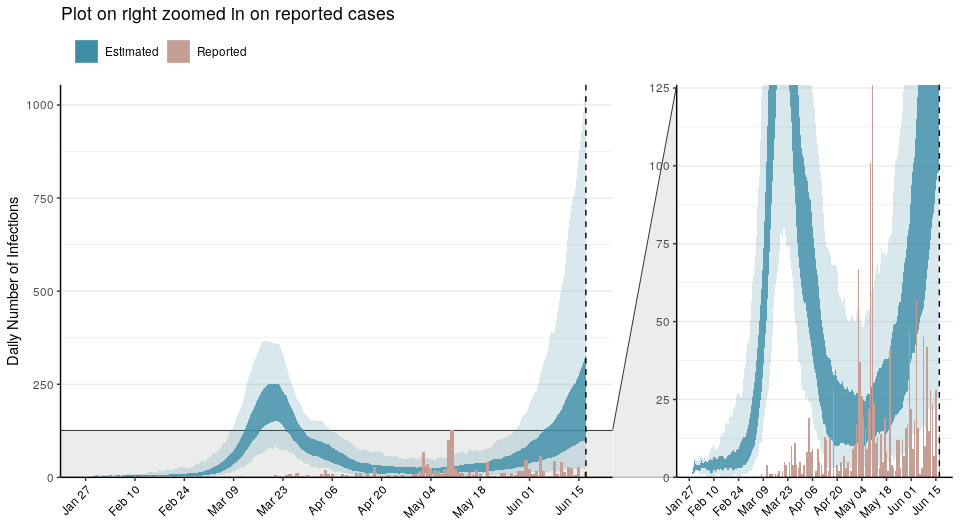 Plot on right zoomed in on reported cases
Estimated Reported
Daily Number of Infections
1000
750
500
250
0
Jan 27 Feb 10 Feb 24 Mar 09 Mar 23 Apr 06 Apr 20 May 04 May 18 Jun 01 Jun 15
125
100
75
50
25
0
Jan 27 Feb 10 Feb 24 Mar 09 Mar 23 Apr 06 Apr 20 May 04 May 18 Jun 01 Jun 15